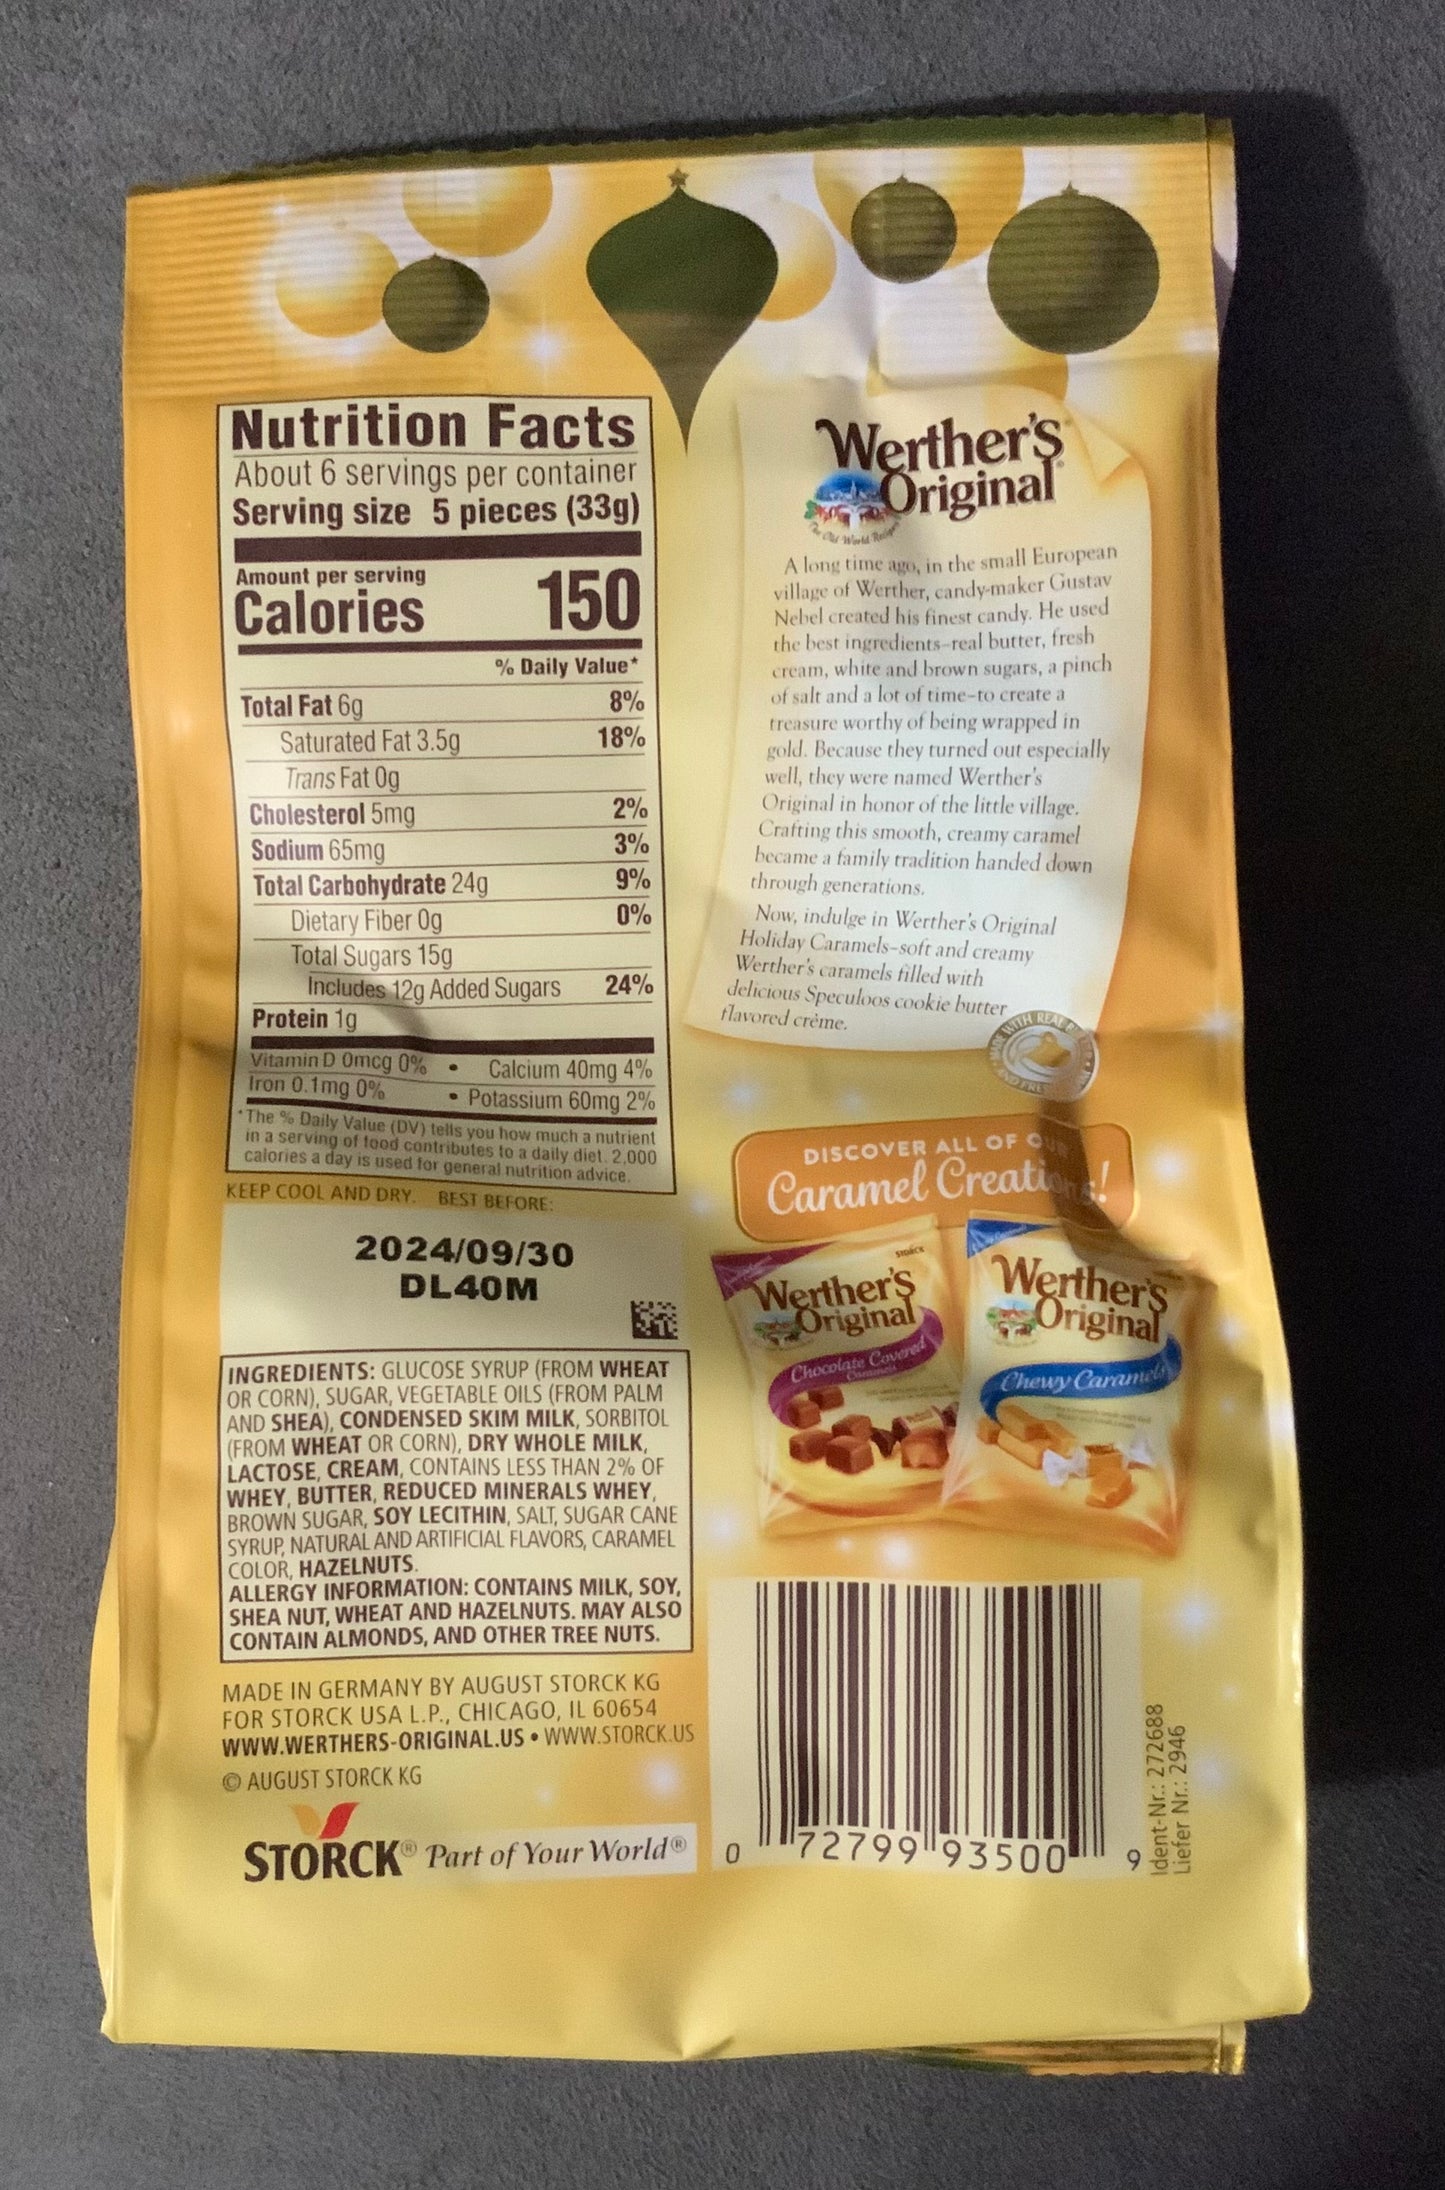 Nutrition Facts
About 6 servings per container
Serving size 5 pieces (33g)
Amount per serving
Calories 150
% Daily Value*
Total Fat 6g 8%
Saturated Fat 3.5g 18%
Trans Fat 0g
Cholesterol 5mg 2%
Sodium 65mg 3%
Total Carbohydrate 24g 9%
Dietary Fiber 0g 0%
Total Sugars 15g
Includes 12g Added Sugars 24%
Protein 1g
Vitamin D 0mcg 0% • Calcium 40mg 4%
Iron 0.1mg 0% • Potassium 60mg 2%
*The % Daily Value (DV) tells you how much a nutrient
in a serving of food contributes to a daily diet. 2,000
calories a day is used for general nutrition advice.
KEEP COOL AND DRY. BEST BEFORE:
2024/09/30
DL40M
INGREDIENTS: GLUCOSE SYRUP (FROM WHEAT
OR CORN), SUGAR, VEGETABLE OILS (FROM PALM
AND SHEA), CONDENSED SKIM MILK, SORBITOL
(FROM WHEAT OR CORN), DRY WHOLE MILK,
LACTOSE, CREAM, CONTAINS LESS THAN 2% OF
WHEY, BUTTER, REDUCED MINERALS WHEY,
BROWN SUGAR, SOY LECITHIN, SALT, SUGAR CANE
SYRUP, NATURAL AND ARTIFICIAL FLAVORS, CARAMEL
COLOR, HAZELNUTS.
ALLERGY INFORMATION: CONTAINS MILK, SOY,
SHEA NUT, WHEAT AND HAZELNUTS. MAY ALSO
CONTAIN ALMONDS, AND OTHER TREE NUTS.
MADE IN GERMANY BY AUGUST STORCK KG
FOR STORCK USA L.P., CHICAGO, IL 60654
WWW.WERTHERS-ORIGINAL.US • WWW.STORCK.US
© AUGUST STORCK KG
STORCK® Part of Your World®
Werther's
Original®
Old World
A long time ago, in the small European
village of Werther, candy-maker Gustav
Nebel created his finest candy. He used
the best ingredients–real butter, fresh
cream, white and brown sugars, a pinch
of salt and a lot of time–to create a
treasure worthy of being wrapped in
gold. Because they turned out especially
well, they were named Werther's
Original in honor of the little village.
Crafting this smooth, creamy caramel
became a family tradition handed down
through generations.
Now, indulge in Werther's Original
Holiday Caramels–soft and creamy
Werther's caramels filled with
delicious Speculoos cookie butter
flavored crème.
WITH REAL
DISCOVER ALL OF OUR
Caramel Creations!
STORCK
Werther's
Original
Chocolate Covered
Caramels
Werther's
Original
Chewy Caramels
0 72799 93500 9
Ident-Nr.: 272688
Liefer Nr.: 2946